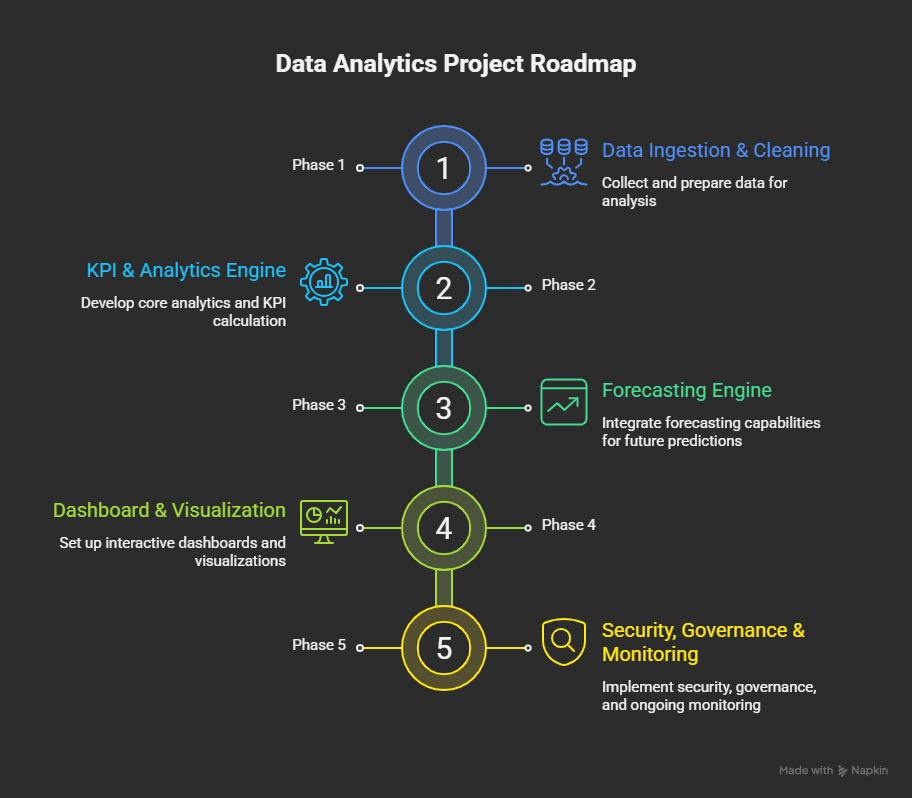 Data Analytics Project Roadmap
Phase 1
1
Data Ingestion & Cleaning
Collect and prepare data for
analysis
KPI & Analytics Engine
Develop core analytics and KPI
calculation
2
Phase 2
Phase 3
3
Forecasting Engine
Integrate forecasting capabilities
for future predictions
Dashboard & Visualization
Set up interactive dashboards and
visualizations
4
Phase 4
Phase 5
5
Security, Governance &
Monitoring
Implement security, governance,
and ongoing monitoring
Made with Napkin